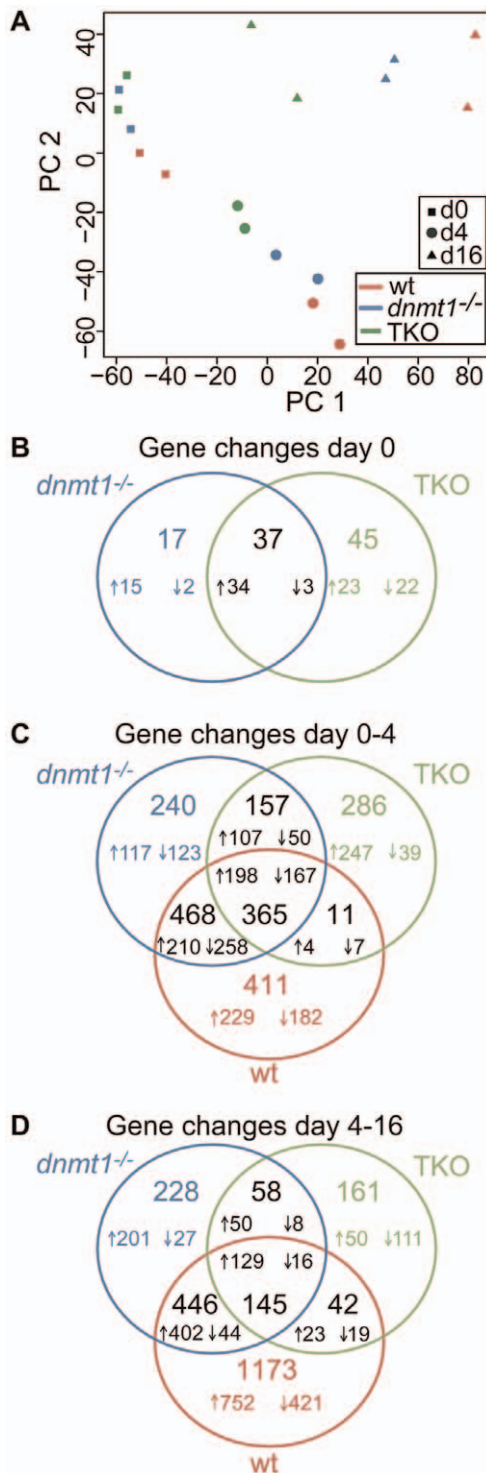 A
PC 2
40
20
0
−20
−40
−60
−60 −40 −20 0 20 40 60 80
PC 1
d0
d4
d16
wt
dnmt1-/-
TKO
B Gene changes day 0
dnmt1-/- TKO
17 37 45
↑15 ↓2 ↑34 ↓3 ↑23 ↓22
C Gene changes day 0-4
dnmt1-/- TKO
240 157 286
↑117 ↓123 ↑107 ↓50 ↑247 ↓39
↑198 ↓167
468 365 11
↑210 ↓258 ↑4 ↓7
411
↑229 ↓182
wt
D Gene changes day 4-16
dnmt1-/- TKO
228 58 161
↑201 ↓27 ↑50 ↓8 ↑50 ↓111
↑129 ↓16
446 145 42
↑402 ↓44 ↑23 ↓19
1173
↑752 ↓421
wt